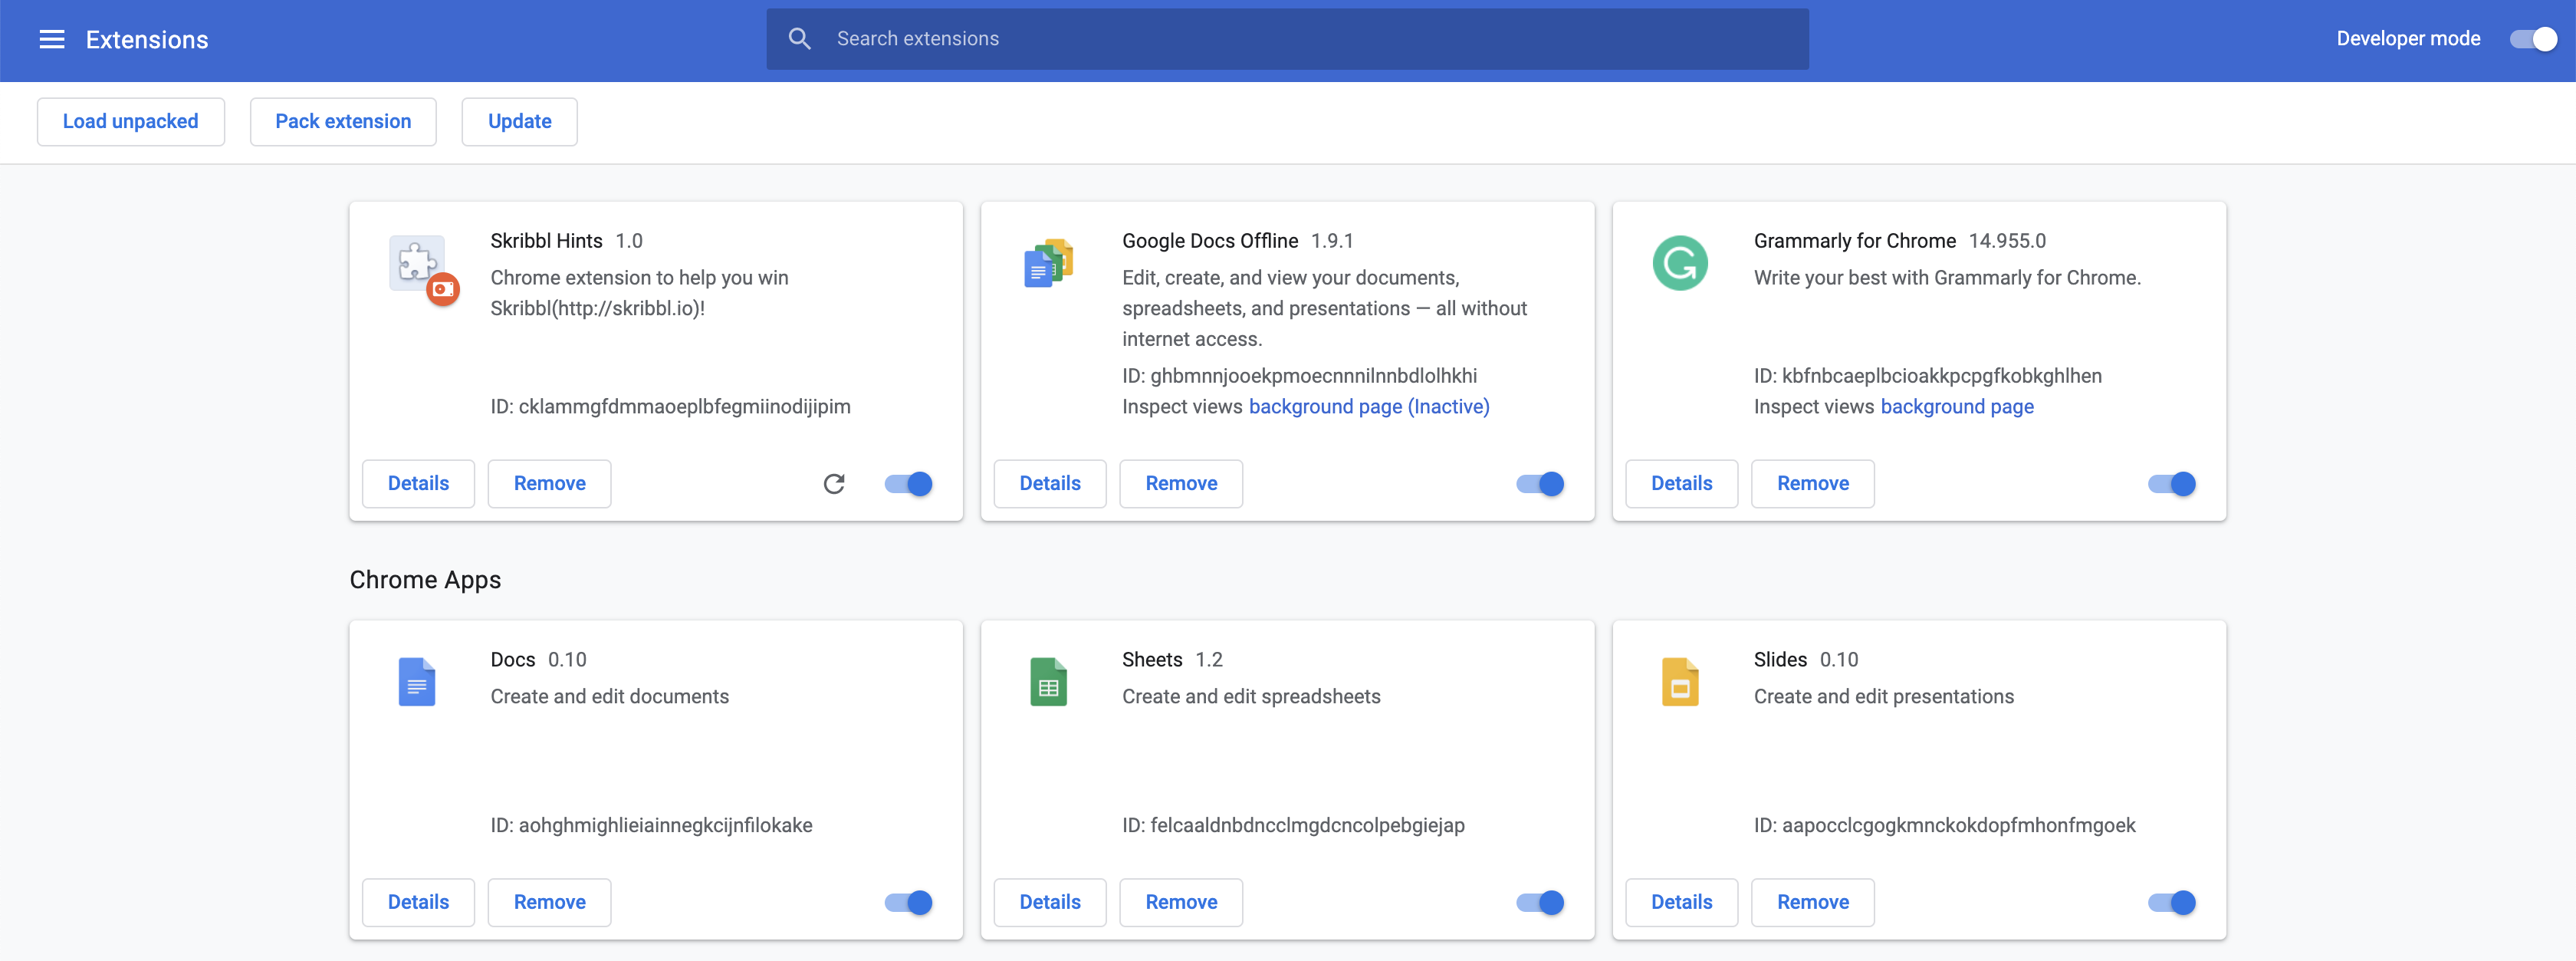 Extensions
Search extensions
Developer mode
Load unpacked
Pack extension
Update
Skribbl Hints 1.0
Chrome extension to help you win
Skribbl(http://skribbl.io)!
ID: cklammgfdmmaoeplbfegmiinodijipim
Details
Remove
Google Docs Offline 1.9.1
Edit, create, and view your documents,
spreadsheets, and presentations — all without
internet access.
ID: ghbmnnjooekpmoecnnnilnnbdlolhkhi
Inspect views background page (Inactive)
Details
Remove
Grammarly for Chrome 14.955.0
Write your best with Grammarly for Chrome.
ID: kbfnbcaeplbcioakkpcpgfkobkghlhen
Inspect views background page
Details
Remove
Chrome Apps
Docs 0.10
Create and edit documents
ID: aohghmighlieiainnegkcijnfilokake
Details
Remove
Sheets 1.2
Create and edit spreadsheets
ID: felcaaldnbdncclmgdcncolpebgiejap
Details
Remove
Slides 0.10
Create and edit presentations
ID: aapocclcgogkmnckokdopfmhonfmgoek
Details
Remove